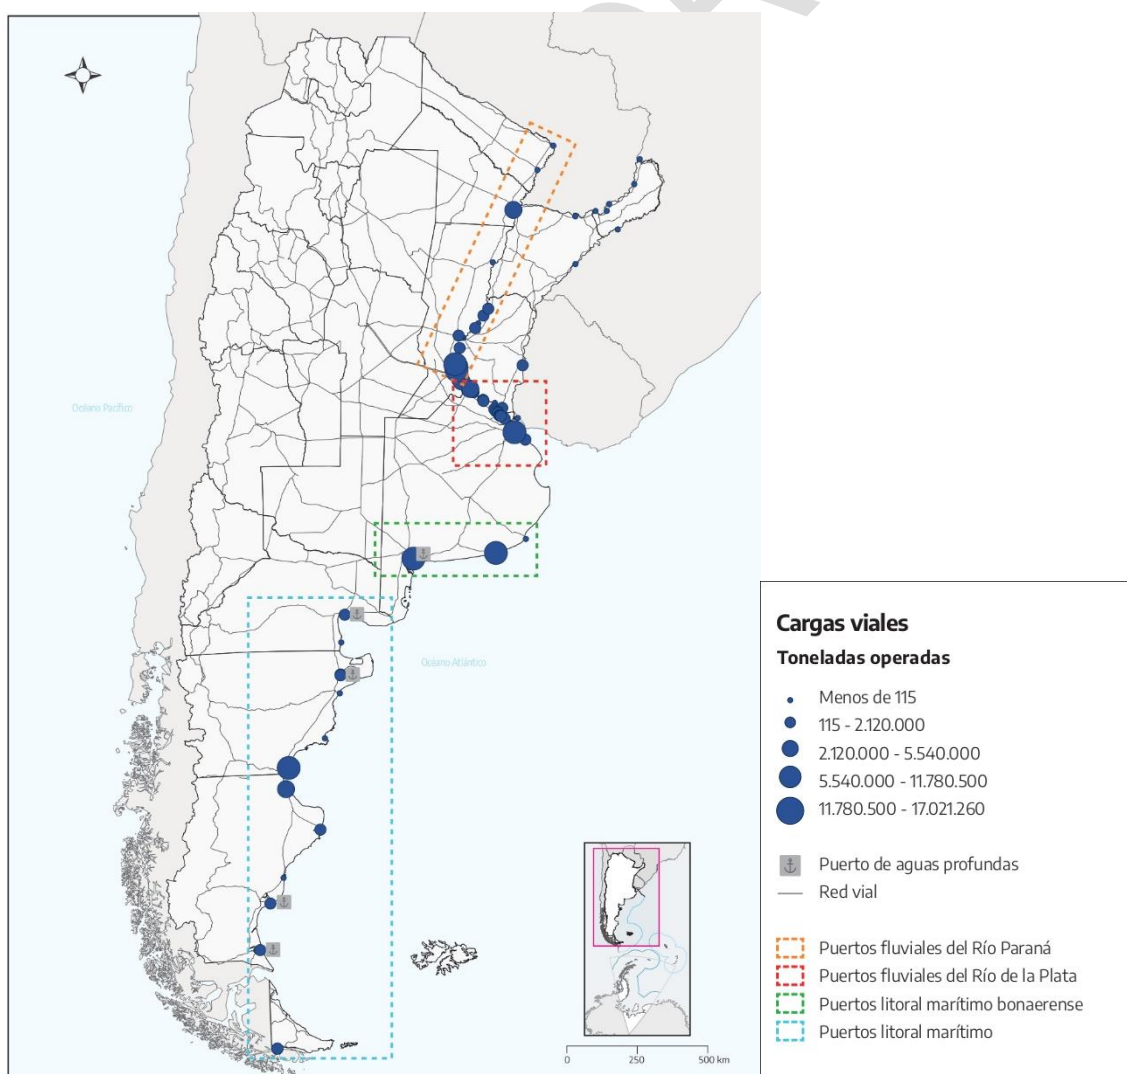 Océano Pacífico
Océano Atlántico
Cargas viales
Toneladas operadas
Menos de 115
115 - 2.120.000
2.120.000 - 5.540.000
5.540.000 - 11.780.500
11.780.500 - 17.021.260
Puerto de aguas profundas
Red vial
Puertos fluviales del Río Paraná
Puertos fluviales del Río de la Plata
Puertos litoral marítimo bonaerense
Puertos litoral marítimo
0 250 500 km